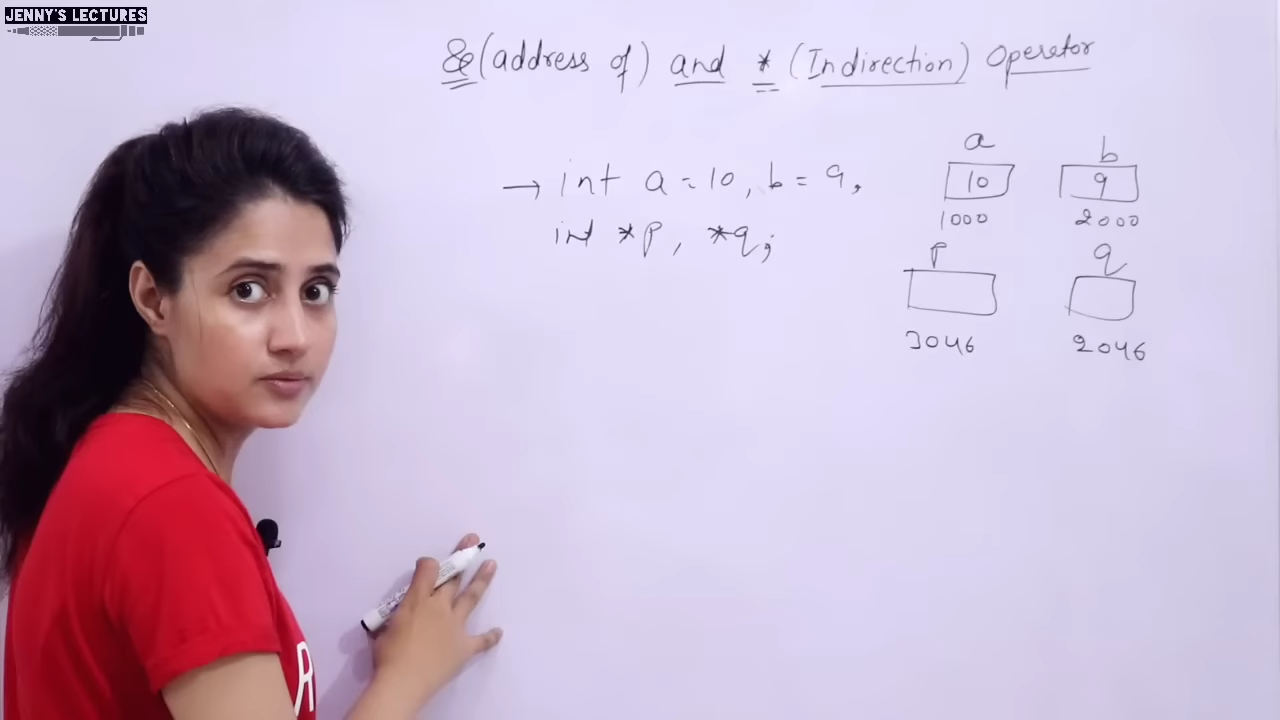 JENNY'S LECTURES
& (address of) and * (Indirection) Operator
→ int a = 10, b = 9,
int *p, *q;
a b
10 9
1000 2000
p q
3046 2046